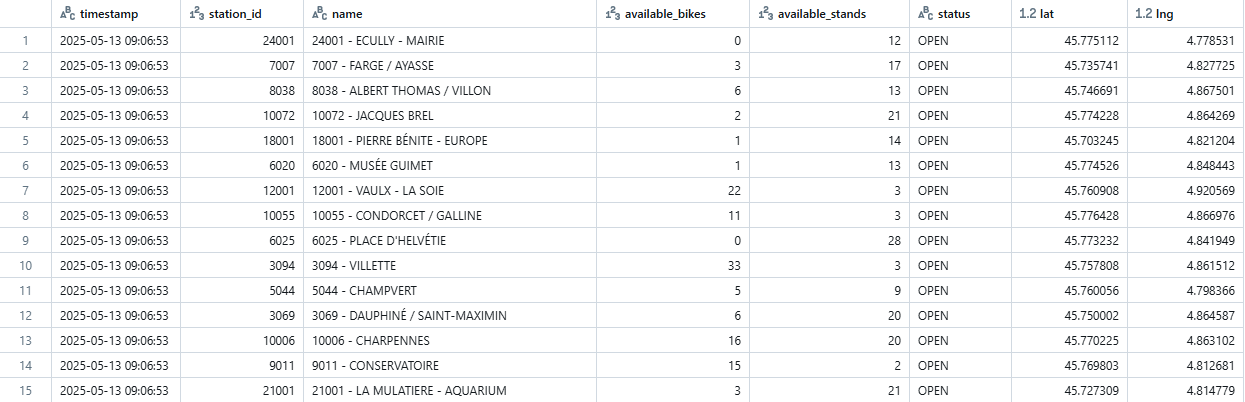 timestamp station_id name available_bikes available_stands status 1.2 lat 1.2 lng
1 2025-05-13 09:06:53 24001 24001 - ECULLY - MAIRIE 0 12 OPEN 45.775112 4.778531
2 2025-05-13 09:06:53 7007 7007 - FARGE / AYASSE 3 17 OPEN 45.735741 4.827725
3 2025-05-13 09:06:53 8038 8038 - ALBERT THOMAS / VILLON 6 13 OPEN 45.746691 4.867501
4 2025-05-13 09:06:53 10072 10072 - JACQUES BREL 2 21 OPEN 45.774228 4.864269
5 2025-05-13 09:06:53 18001 18001 - PIERRE BÉNITE - EUROPE 1 14 OPEN 45.703245 4.821204
6 2025-05-13 09:06:53 6020 6020 - MUSÉE GUIMET 1 13 OPEN 45.774526 4.848443
7 2025-05-13 09:06:53 12001 12001 - VAULX - LA SOIE 22 3 OPEN 45.760908 4.920569
8 2025-05-13 09:06:53 10055 10055 - CONDORCET / GALLINE 11 3 OPEN 45.776428 4.866976
9 2025-05-13 09:06:53 6025 6025 - PLACE D'HELVÉTIE 0 28 OPEN 45.773232 4.841949
10 2025-05-13 09:06:53 3094 3094 - VILLETTE 33 3 OPEN 45.757808 4.861512
11 2025-05-13 09:06:53 5044 5044 - CHAMPVERT 5 9 OPEN 45.760056 4.798366
12 2025-05-13 09:06:53 3069 3069 - DAUPHINÉ / SAINT-MAXIMIN 6 20 OPEN 45.750002 4.864587
13 2025-05-13 09:06:53 10006 10006 - CHARPENNES 16 20 OPEN 45.770225 4.863102
14 2025-05-13 09:06:53 9011 9011 - CONSERVATOIRE 15 2 OPEN 45.769803 4.812681
15 2025-05-13 09:06:53 21001 21001 - LA MULATIERE - AQUARIUM 3 21 OPEN 45.727309 4.814779